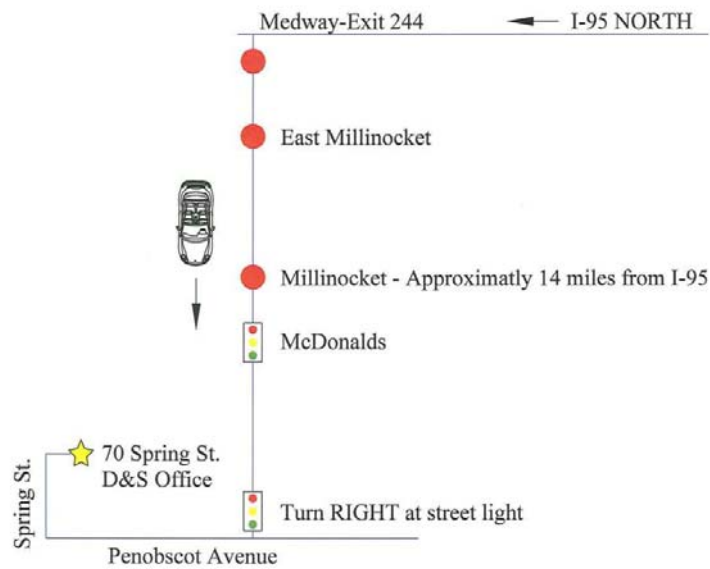 Medway-Exit 244
I-95 NORTH
East Millinocket
Millinocket - Approximatly 14 miles from I-95
McDonalds
70 Spring St.
D&S Office
Spring St.
Turn RIGHT at street light
Penobscot Avenue